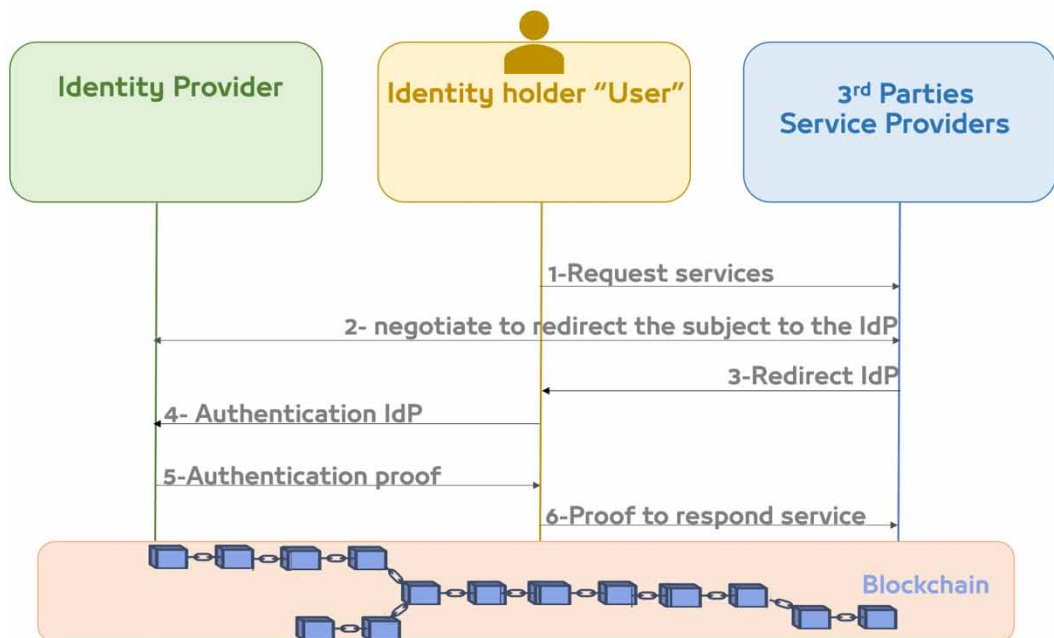 Identity Provider
Identity holder “User”
3rd Parties
Service Providers
1-Request services
2- negotiate to redirect the subject to the IdP
3-Redirect IdP
4- Authentication IdP
5-Authentication proof
6-Proof to respond service
Blockchain